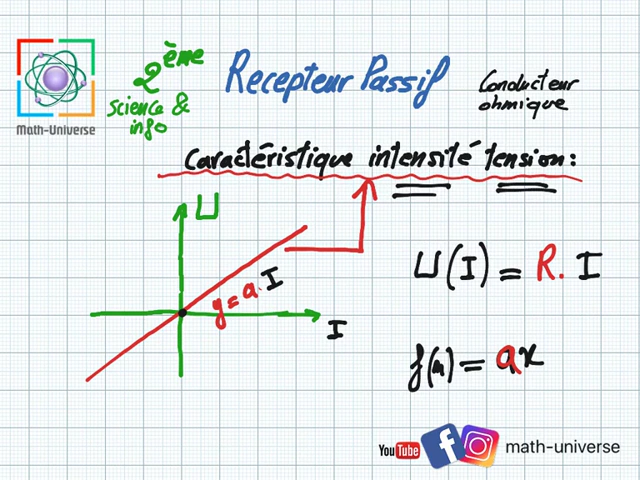 Math-Universe
2ème
Science &
info
Recepteur Passif
Conducteur
ohmique
Caractéristique intensité tension:
U
y = a. I
I
U(I) = R. I
f(x) = ax
YouTube
math-universe